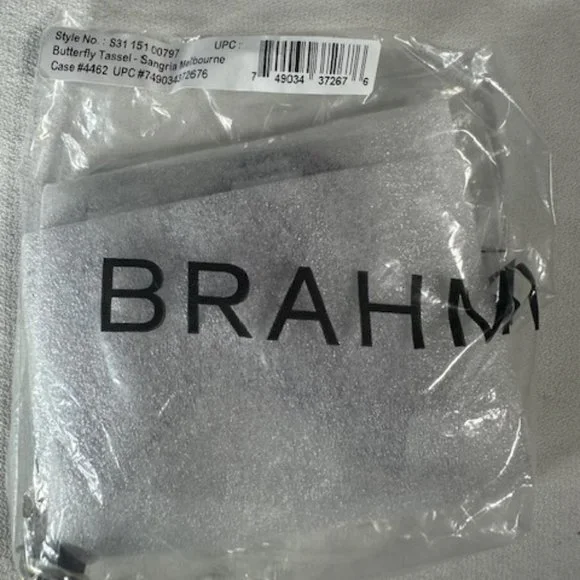 Style No. : S31 151 00797 UPC :
Butterfly Tassel - Sangria Melbourne
Case #4462 UPC #749034372676
7 49034 37267 6
BRAHM